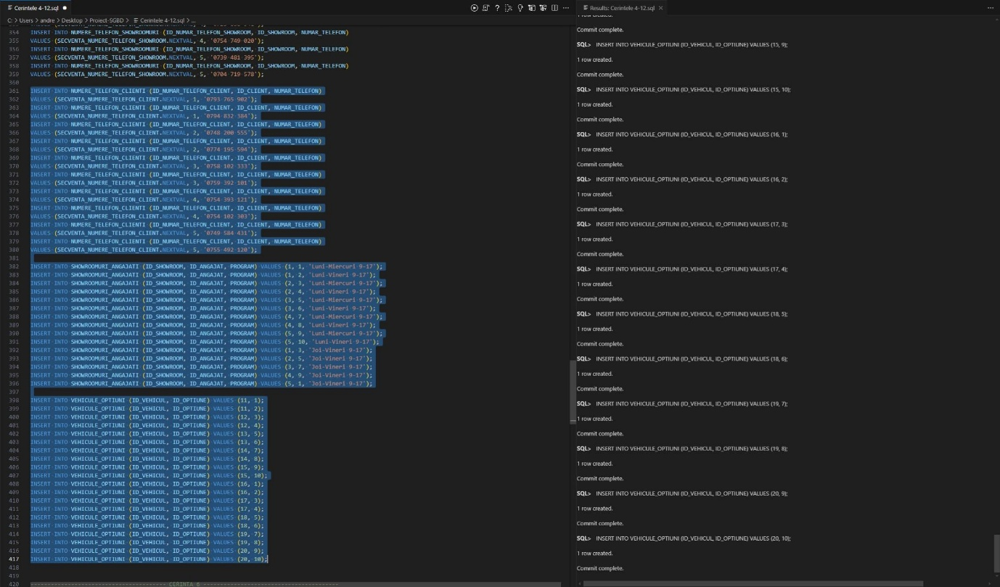 Cerintele 4-12.sql
C: > Users > andre > Desktop > Proiect-SGBD > Cerintele 4-12.sql > ...
354 INSERT INTO NUMERE_TELEFON_SHOWROOMURI (ID_NUMAR_TELEFON_SHOWROOM, ID_SHOWROOM, NUMAR_TELEFON)
355 VALUES (SECVENTA_NUMERE_TELEFON_SHOWROOM.NEXTVAL, 4, '0754 749 020');
356 INSERT INTO NUMERE_TELEFON_SHOWROOMURI (ID_NUMAR_TELEFON_SHOWROOM, ID_SHOWROOM, NUMAR_TELEFON)
357 VALUES (SECVENTA_NUMERE_TELEFON_SHOWROOM.NEXTVAL, 5, '0739 481 395');
358 INSERT INTO NUMERE_TELEFON_SHOWROOMURI (ID_NUMAR_TELEFON_SHOWROOM, ID_SHOWROOM, NUMAR_TELEFON)
359 VALUES (SECVENTA_NUMERE_TELEFON_SHOWROOM.NEXTVAL, 5, '0704 719 578');
360
361 INSERT INTO NUMERE_TELEFON_CLIENTI (ID_NUMAR_TELEFON_CLIENT, ID_CLIENT, NUMAR_TELEFON)
362 VALUES (SECVENTA_NUMERE_TELEFON_CLIENT.NEXTVAL, 1, '0793 765 902');
363 INSERT INTO NUMERE_TELEFON_CLIENTI (ID_NUMAR_TELEFON_CLIENT, ID_CLIENT, NUMAR_TELEFON)
364 VALUES (SECVENTA_NUMERE_TELEFON_CLIENT.NEXTVAL, 1, '0794 832 384');
365 INSERT INTO NUMERE_TELEFON_CLIENTI (ID_NUMAR_TELEFON_CLIENT, ID_CLIENT, NUMAR_TELEFON)
366 VALUES (SECVENTA_NUMERE_TELEFON_CLIENT.NEXTVAL, 2, '0748 200 555');
367 INSERT INTO NUMERE_TELEFON_CLIENTI (ID_NUMAR_TELEFON_CLIENT, ID_CLIENT, NUMAR_TELEFON)
368 VALUES (SECVENTA_NUMERE_TELEFON_CLIENT.NEXTVAL, 2, '0774 195 594');
369 INSERT INTO NUMERE_TELEFON_CLIENTI (ID_NUMAR_TELEFON_CLIENT, ID_CLIENT, NUMAR_TELEFON)
370 VALUES (SECVENTA_NUMERE_TELEFON_CLIENT.NEXTVAL, 3, '0758 102 333');
371 INSERT INTO NUMERE_TELEFON_CLIENTI (ID_NUMAR_TELEFON_CLIENT, ID_CLIENT, NUMAR_TELEFON)
372 VALUES (SECVENTA_NUMERE_TELEFON_CLIENT.NEXTVAL, 3, '0759 392 101');
373 INSERT INTO NUMERE_TELEFON_CLIENTI (ID_NUMAR_TELEFON_CLIENT, ID_CLIENT, NUMAR_TELEFON)
374 VALUES (SECVENTA_NUMERE_TELEFON_CLIENT.NEXTVAL, 4, '0754 393 121');
375 INSERT INTO NUMERE_TELEFON_CLIENTI (ID_NUMAR_TELEFON_CLIENT, ID_CLIENT, NUMAR_TELEFON)
376 VALUES (SECVENTA_NUMERE_TELEFON_CLIENT.NEXTVAL, 4, '0754 102 303');
377 INSERT INTO NUMERE_TELEFON_CLIENTI (ID_NUMAR_TELEFON_CLIENT, ID_CLIENT, NUMAR_TELEFON)
378 VALUES (SECVENTA_NUMERE_TELEFON_CLIENT.NEXTVAL, 5, '0749 584 431');
379 INSERT INTO NUMERE_TELEFON_CLIENTI (ID_NUMAR_TELEFON_CLIENT, ID_CLIENT, NUMAR_TELEFON)
380 VALUES (SECVENTA_NUMERE_TELEFON_CLIENT.NEXTVAL, 5, '0755 492 120');
381
382 INSERT INTO SHOWROOMURI_ANGAJATI (ID_SHOWROOM, ID_ANGAJAT, PROGRAM) VALUES (1, 1, 'Luni-Miercuri 9-17');
383 INSERT INTO SHOWROOMURI_ANGAJATI (ID_SHOWROOM, ID_ANGAJAT, PROGRAM) VALUES (1, 2, 'Luni-Vineri 9-17');
384 INSERT INTO SHOWROOMURI_ANGAJATI (ID_SHOWROOM, ID_ANGAJAT, PROGRAM) VALUES (2, 3, 'Luni-Miercuri 9-17');
385 INSERT INTO SHOWROOMURI_ANGAJATI (ID_SHOWROOM, ID_ANGAJAT, PROGRAM) VALUES (2, 4, 'Luni-Vineri 9-17');
386 INSERT INTO SHOWROOMURI_ANGAJATI (ID_SHOWROOM, ID_ANGAJAT, PROGRAM) VALUES (3, 5, 'Luni-Miercuri 9-17');
387 INSERT INTO SHOWROOMURI_ANGAJATI (ID_SHOWROOM, ID_ANGAJAT, PROGRAM) VALUES (3, 6, 'Luni-Vineri 9-17');
388 INSERT INTO SHOWROOMURI_ANGAJATI (ID_SHOWROOM, ID_ANGAJAT, PROGRAM) VALUES (4, 7, 'Luni-Miercuri 9-17');
389 INSERT INTO SHOWROOMURI_ANGAJATI (ID_SHOWROOM, ID_ANGAJAT, PROGRAM) VALUES (4, 8, 'Luni-Vineri 9-17');
390 INSERT INTO SHOWROOMURI_ANGAJATI (ID_SHOWROOM, ID_ANGAJAT, PROGRAM) VALUES (5, 9, 'Luni-Miercuri 9-17');
391 INSERT INTO SHOWROOMURI_ANGAJATI (ID_SHOWROOM, ID_ANGAJAT, PROGRAM) VALUES (5, 10, 'Luni-Vineri 9-17');
392 INSERT INTO SHOWROOMURI_ANGAJATI (ID_SHOWROOM, ID_ANGAJAT, PROGRAM) VALUES (1, 3, 'Joi-Vineri 9-17');
393 INSERT INTO SHOWROOMURI_ANGAJATI (ID_SHOWROOM, ID_ANGAJAT, PROGRAM) VALUES (2, 5, 'Joi-Vineri 9-17');
394 INSERT INTO SHOWROOMURI_ANGAJATI (ID_SHOWROOM, ID_ANGAJAT, PROGRAM) VALUES (3, 7, 'Joi-Vineri 9-17');
395 INSERT INTO SHOWROOMURI_ANGAJATI (ID_SHOWROOM, ID_ANGAJAT, PROGRAM) VALUES (4, 9, 'Joi-Vineri 9-17');
396 INSERT INTO SHOWROOMURI_ANGAJATI (ID_SHOWROOM, ID_ANGAJAT, PROGRAM) VALUES (5, 1, 'Joi-Vineri 9-17');
397
398 INSERT INTO VEHICULE_OPTIUNI (ID_VEHICUL, ID_OPTIUNE) VALUES (11, 1);
399 INSERT INTO VEHICULE_OPTIUNI (ID_VEHICUL, ID_OPTIUNE) VALUES (11, 2);
400 INSERT INTO VEHICULE_OPTIUNI (ID_VEHICUL, ID_OPTIUNE) VALUES (12, 3);
401 INSERT INTO VEHICULE_OPTIUNI (ID_VEHICUL, ID_OPTIUNE) VALUES (12, 4);
402 INSERT INTO VEHICULE_OPTIUNI (ID_VEHICUL, ID_OPTIUNE) VALUES (13, 5);
403 INSERT INTO VEHICULE_OPTIUNI (ID_VEHICUL, ID_OPTIUNE) VALUES (13, 6);
404 INSERT INTO VEHICULE_OPTIUNI (ID_VEHICUL, ID_OPTIUNE) VALUES (14, 7);
405 INSERT INTO VEHICULE_OPTIUNI (ID_VEHICUL, ID_OPTIUNE) VALUES (14, 8);
406 INSERT INTO VEHICULE_OPTIUNI (ID_VEHICUL, ID_OPTIUNE) VALUES (15, 9);
407 INSERT INTO VEHICULE_OPTIUNI (ID_VEHICUL, ID_OPTIUNE) VALUES (15, 10);
408 INSERT INTO VEHICULE_OPTIUNI (ID_VEHICUL, ID_OPTIUNE) VALUES (16, 1);
409 INSERT INTO VEHICULE_OPTIUNI (ID_VEHICUL, ID_OPTIUNE) VALUES (16, 2);
410 INSERT INTO VEHICULE_OPTIUNI (ID_VEHICUL, ID_OPTIUNE) VALUES (17, 3);
411 INSERT INTO VEHICULE_OPTIUNI (ID_VEHICUL, ID_OPTIUNE) VALUES (17, 4);
412 INSERT INTO VEHICULE_OPTIUNI (ID_VEHICUL, ID_OPTIUNE) VALUES (18, 5);
413 INSERT INTO VEHICULE_OPTIUNI (ID_VEHICUL, ID_OPTIUNE) VALUES (18, 6);
414 INSERT INTO VEHICULE_OPTIUNI (ID_VEHICUL, ID_OPTIUNE) VALUES (19, 7);
415 INSERT INTO VEHICULE_OPTIUNI (ID_VEHICUL, ID_OPTIUNE) VALUES (19, 8);
416 INSERT INTO VEHICULE_OPTIUNI (ID_VEHICUL, ID_OPTIUNE) VALUES (20, 9);
417 INSERT INTO VEHICULE_OPTIUNI (ID_VEHICUL, ID_OPTIUNE) VALUES (20, 10);
418
419
420 ---------------------------------------- CERINTA 6 ----------------------------------------
Results: Cerintele 4-12.sql
1 row created.
Commit complete.
SQL> INSERT INTO VEHICULE_OPTIUNI (ID_VEHICUL, ID_OPTIUNE) VALUES (15, 9);
1 row created.
Commit complete.
SQL> INSERT INTO VEHICULE_OPTIUNI (ID_VEHICUL, ID_OPTIUNE) VALUES (15, 10);
1 row created.
Commit complete.
SQL> INSERT INTO VEHICULE_OPTIUNI (ID_VEHICUL, ID_OPTIUNE) VALUES (16, 1);
1 row created.
Commit complete.
SQL> INSERT INTO VEHICULE_OPTIUNI (ID_VEHICUL, ID_OPTIUNE) VALUES (16, 2);
1 row created.
Commit complete.
SQL> INSERT INTO VEHICULE_OPTIUNI (ID_VEHICUL, ID_OPTIUNE) VALUES (17, 3);
1 row created.
Commit complete.
SQL> INSERT INTO VEHICULE_OPTIUNI (ID_VEHICUL, ID_OPTIUNE) VALUES (17, 4);
1 row created.
Commit complete.
SQL> INSERT INTO VEHICULE_OPTIUNI (ID_VEHICUL, ID_OPTIUNE) VALUES (18, 5);
1 row created.
Commit complete.
SQL> INSERT INTO VEHICULE_OPTIUNI (ID_VEHICUL, ID_OPTIUNE) VALUES (18, 6);
1 row created.
Commit complete.
SQL> INSERT INTO VEHICULE_OPTIUNI (ID_VEHICUL, ID_OPTIUNE) VALUES (19, 7);
1 row created.
Commit complete.
SQL> INSERT INTO VEHICULE_OPTIUNI (ID_VEHICUL, ID_OPTIUNE) VALUES (19, 8);
1 row created.
Commit complete.
SQL> INSERT INTO VEHICULE_OPTIUNI (ID_VEHICUL, ID_OPTIUNE) VALUES (20, 9);
1 row created.
Commit complete.
SQL> INSERT INTO VEHICULE_OPTIUNI (ID_VEHICUL, ID_OPTIUNE) VALUES (20, 10);
1 row created.
Commit complete.